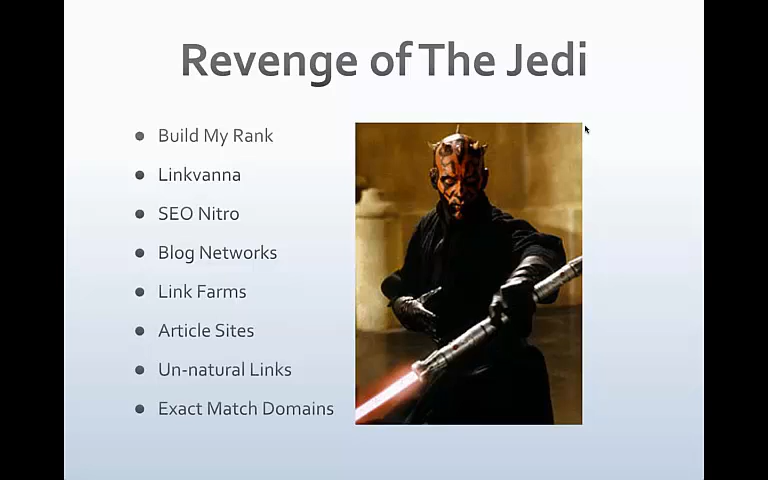 Revenge of The Jedi
Build My Rank
Linkvanna
SEO Nitro
Blog Networks
Link Farms
Article Sites
Un-natural Links
Exact Match Domains